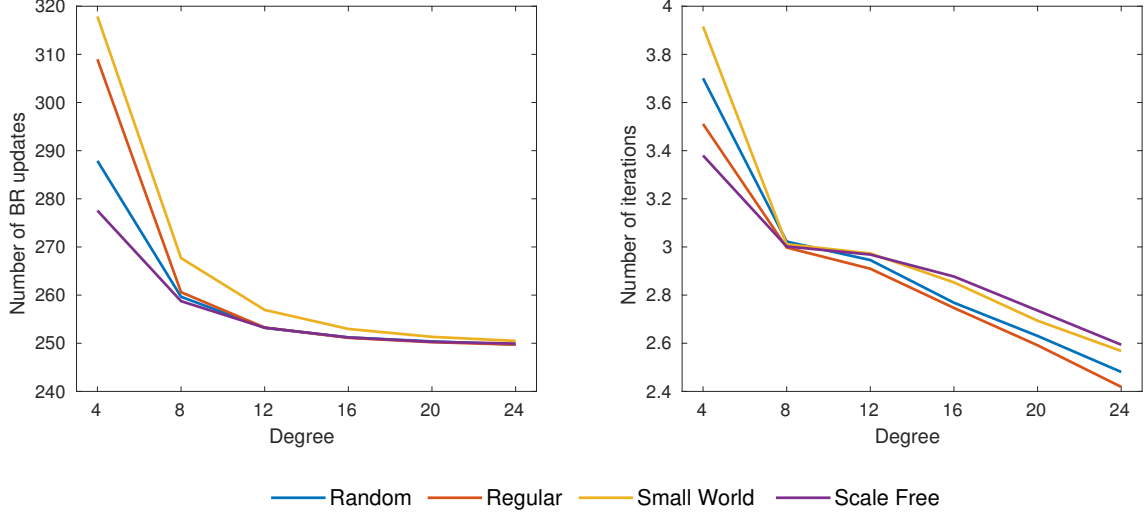 320
310
290
280
270
260
250
240
Number of BR updates
4 8 12 16 20 24
Degree
4
3.8
3.6
3.4
3.2
3
2.8
2.6
2.4
Number of iterations
4 8 12 16 20 24
Degree
Random Regular Small World Scale Free